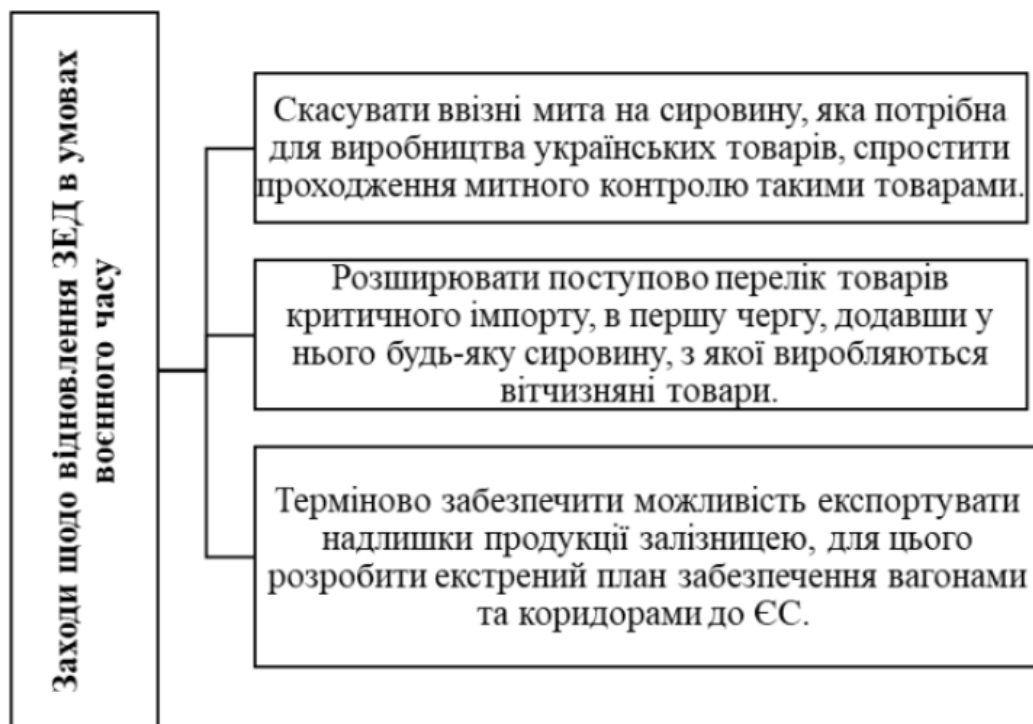 Заходи щодо відновлення ЗЕД в умовах
воєнного часу
Скасувати ввізні мита на сировину, яка потрібна
для виробництва українських товарів, спростити
проходження митного контролю такими товарами.
Розширювати поступово перелік товарів
критичного імпорту, в першу чергу, додавши у
нього будь-яку сировину, з якої виробляються
вітчизняні товари.
Терміново забезпечити можливість експортувати
надлишки продукції залізницею, для цього
розробити екстрений план забезпечення вагонами
та коридорами до ЄС.